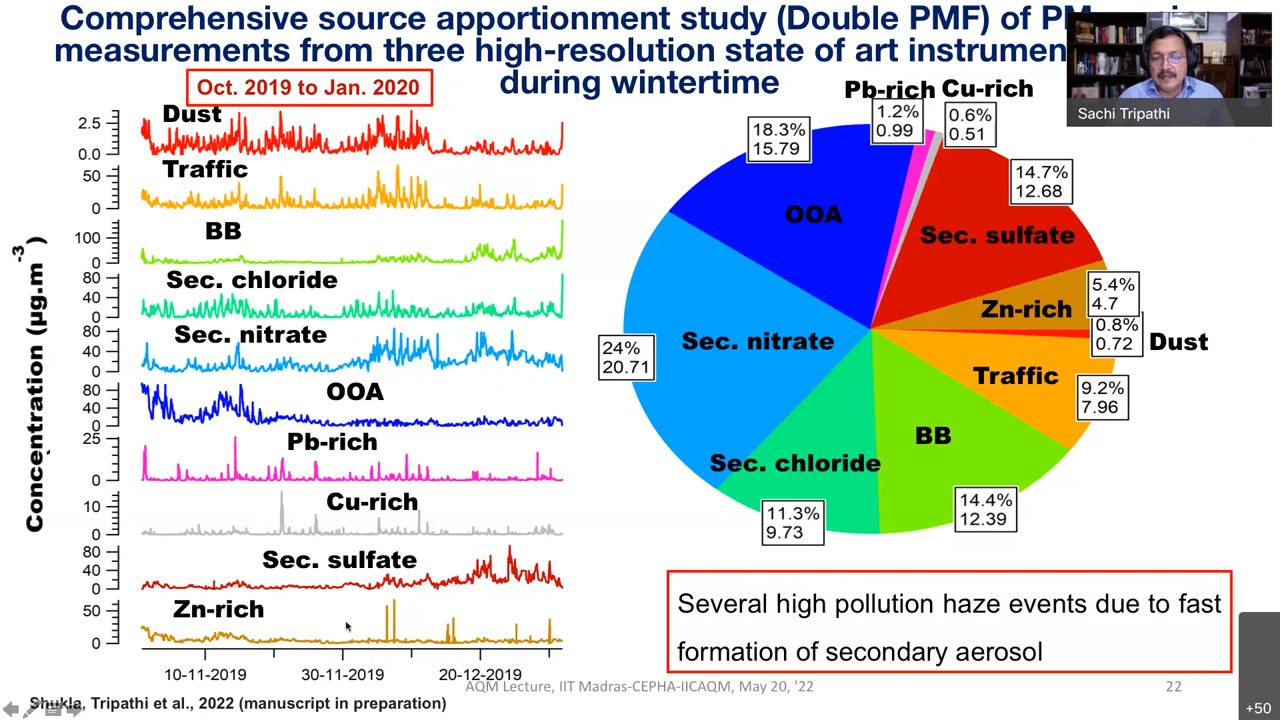 Comprehensive source apportionment study (Double PMF) of
measurements from three high-resolution state of art
during wintertime
Oct. 2019 to Jan. 2020
Sachi Tripathi
Concentration (µg.m⁻³)
Dust
2.5
0.0
Traffic
50
0
BB
100
0
Sec. chloride
80
40
0
Sec. nitrate
80
40
0
OOA
80
40
0
Pb-rich
25
0
Cu-rich
10
0
Sec. sulfate
80
40
0
Zn-rich
50
0
10-11-2019
30-11-2019
20-12-2019
Pb-rich
1.2%
0.99
Cu-rich
0.6%
0.51
18.3%
15.79
OOA
14.7%
12.68
Sec. sulfate
5.4%
4.7
Zn-rich
0.8%
0.72
Dust
9.2%
7.96
Traffic
14.4%
12.39
BB
11.3%
9.73
Sec. chloride
24%
20.71
Sec. nitrate
Several high pollution haze events due to fast
formation of secondary aerosol
AQM Lecture, IIT Madras-CEPHA-IICAQM, May 20, '22
22
Shukla, Tripathi et al., 2022 (manuscript in preparation)
+50